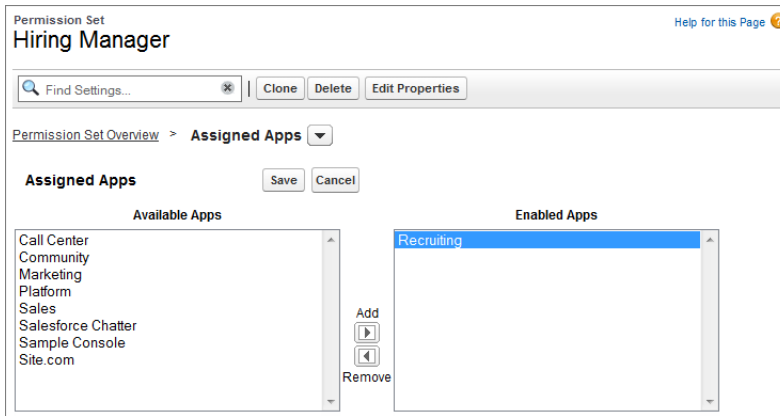 Permission Set
Help for this Page
Hiring Manager
Find Settings...
Clone
Delete
Edit Properties
Permission Set Overview > Assigned Apps
Assigned Apps
Save
Cancel
Available Apps
Enabled Apps
Call Center
Community
Marketing
Platform
Sales
Salesforce Chatter
Sample Console
Site.com
Add
Remove
Recruiting